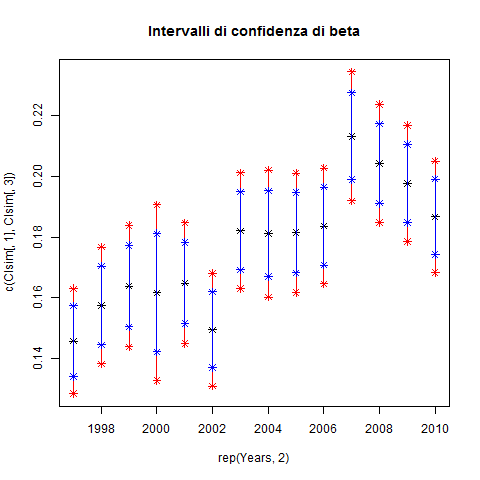 Intervalli di confidenza di beta
c(CIsim[, 1], CIsim[, 3])
0.22
0.20
0.18
0.16
0.14
1998 2000 2002 2004 2006 2008 2010
rep(Years, 2)